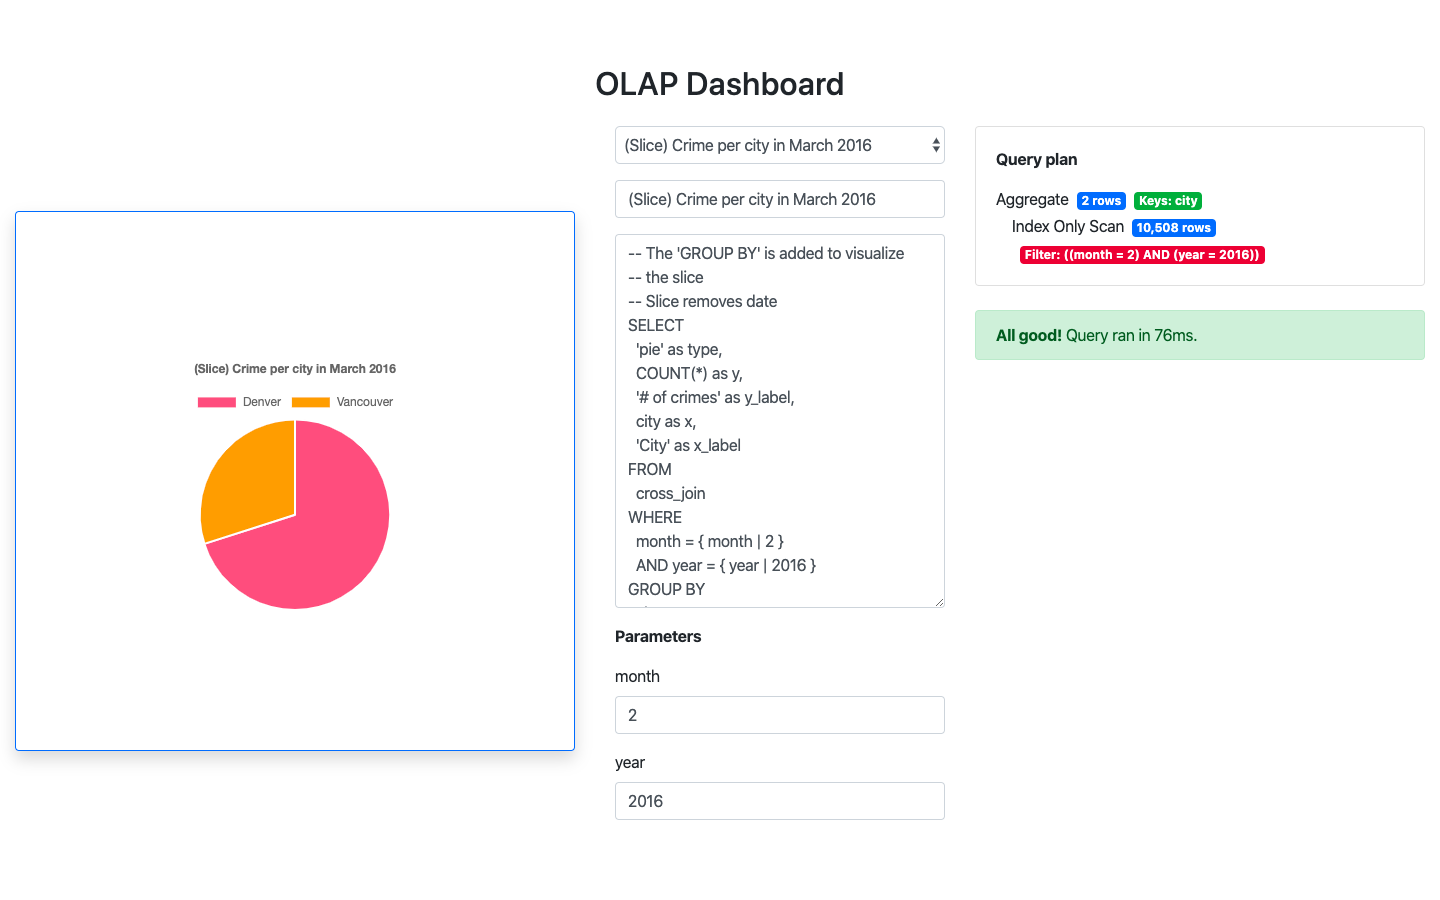 OLAP Dashboard
(Slice) Crime per city in March 2016
Denver Vancouver
(Slice) Crime per city in March 2016
(Slice) Crime per city in March 2016
-- The 'GROUP BY' is added to visualize
-- the slice
-- Slice removes date
SELECT
'pie' as type,
COUNT(*) as y,
'# of crimes' as y_label,
city as x,
'City' as x_label
FROM
cross_join
WHERE
month = { month | 2 }
AND year = { year | 2016 }
GROUP BY
Parameters
month
2
year
2016
Query plan
Aggregate 2 rows Keys: city
Index Only Scan 10,508 rows
Filter: ((month = 2) AND (year = 2016))
All good! Query ran in 76ms.